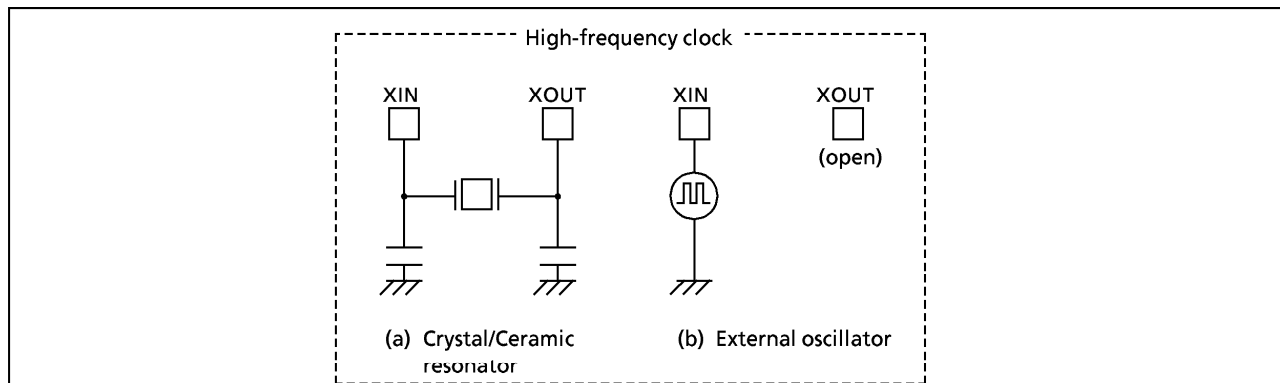 High-frequency clock
XIN XOUT XIN XOUT
(open)
(a) Crystal/Ceramic (b) External oscillator
resonator